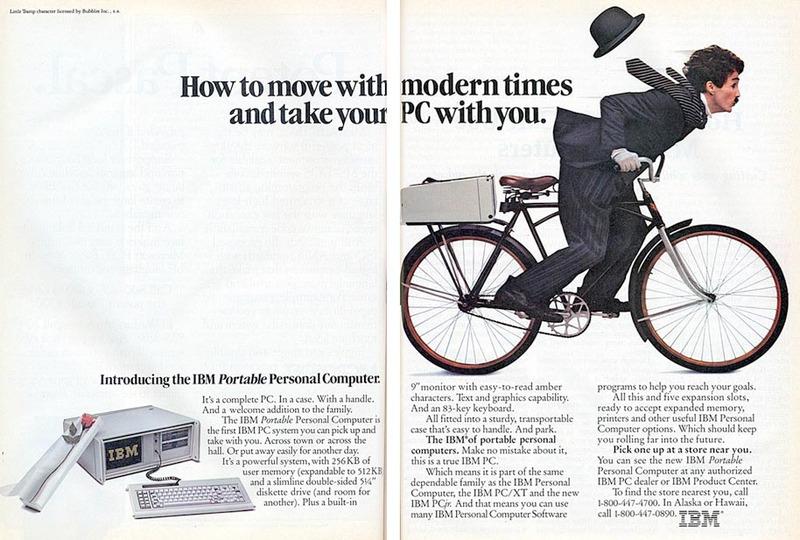 Little Tramp character licensed by Bubbles Inc., s.a.
How to move with modern times
and take your PC with you.
Introducing the IBM Portable Personal Computer.
It's a complete PC. In a case. With a handle.
And a welcome addition to the family.
The IBM Portable Personal Computer is
the first IBM PC system you can pick up and
take with you. Across town or across the
hall. Or put away easily for another day.
It's a powerful system, with 256KB of
user memory (expandable to 512KB
and a slimline double-sided 5¼"
diskette drive (and room for
another). Plus a built-in
IBM
9" monitor with easy-to-read amber
characters. Text and graphics capability.
And an 83-key keyboard.
All fitted into a sturdy, transportable
case that's easy to handle. And park.
The IBM® of portable personal
computers. Make no mistake about it,
this is a true IBM PC.
Which means it is part of the same
dependable family as the IBM Personal
Computer, the IBM PC/XT and the new
IBM PCjr. And that means you can use
many IBM Personal Computer Software
programs to help you reach your goals.
All this and five expansion slots,
ready to accept expanded memory,
printers and other useful IBM Personal
Computer options. Which should keep
you rolling far into the future.
Pick one up at a store near you.
You can see the new IBM Portable
Personal Computer at any authorized
IBM PC dealer or IBM Product Center.
To find the store nearest you, call
1-800-447-4700. In Alaska or Hawaii,
call 1-800-447-0890. IBM®